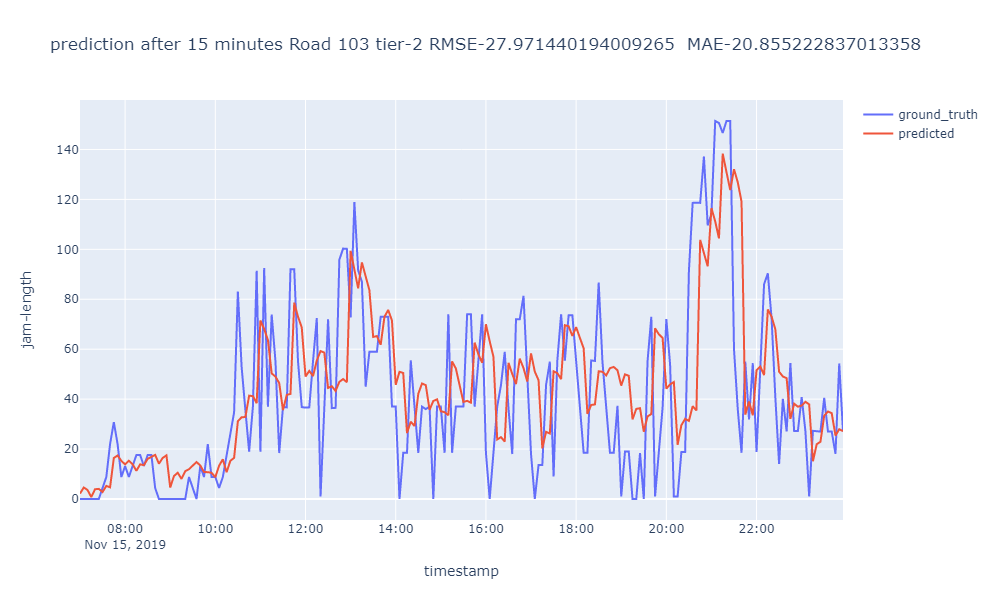 prediction after 15 minutes Road 103 tier-2 RMSE-27.971440194009265  MAE-20.855222837013358
ground_truth
predicted
140
120
100
80
60
40
20
0
jam-length
08:00 10:00 12:00 14:00 16:00 18:00 20:00 22:00
Nov 15, 2019
timestamp